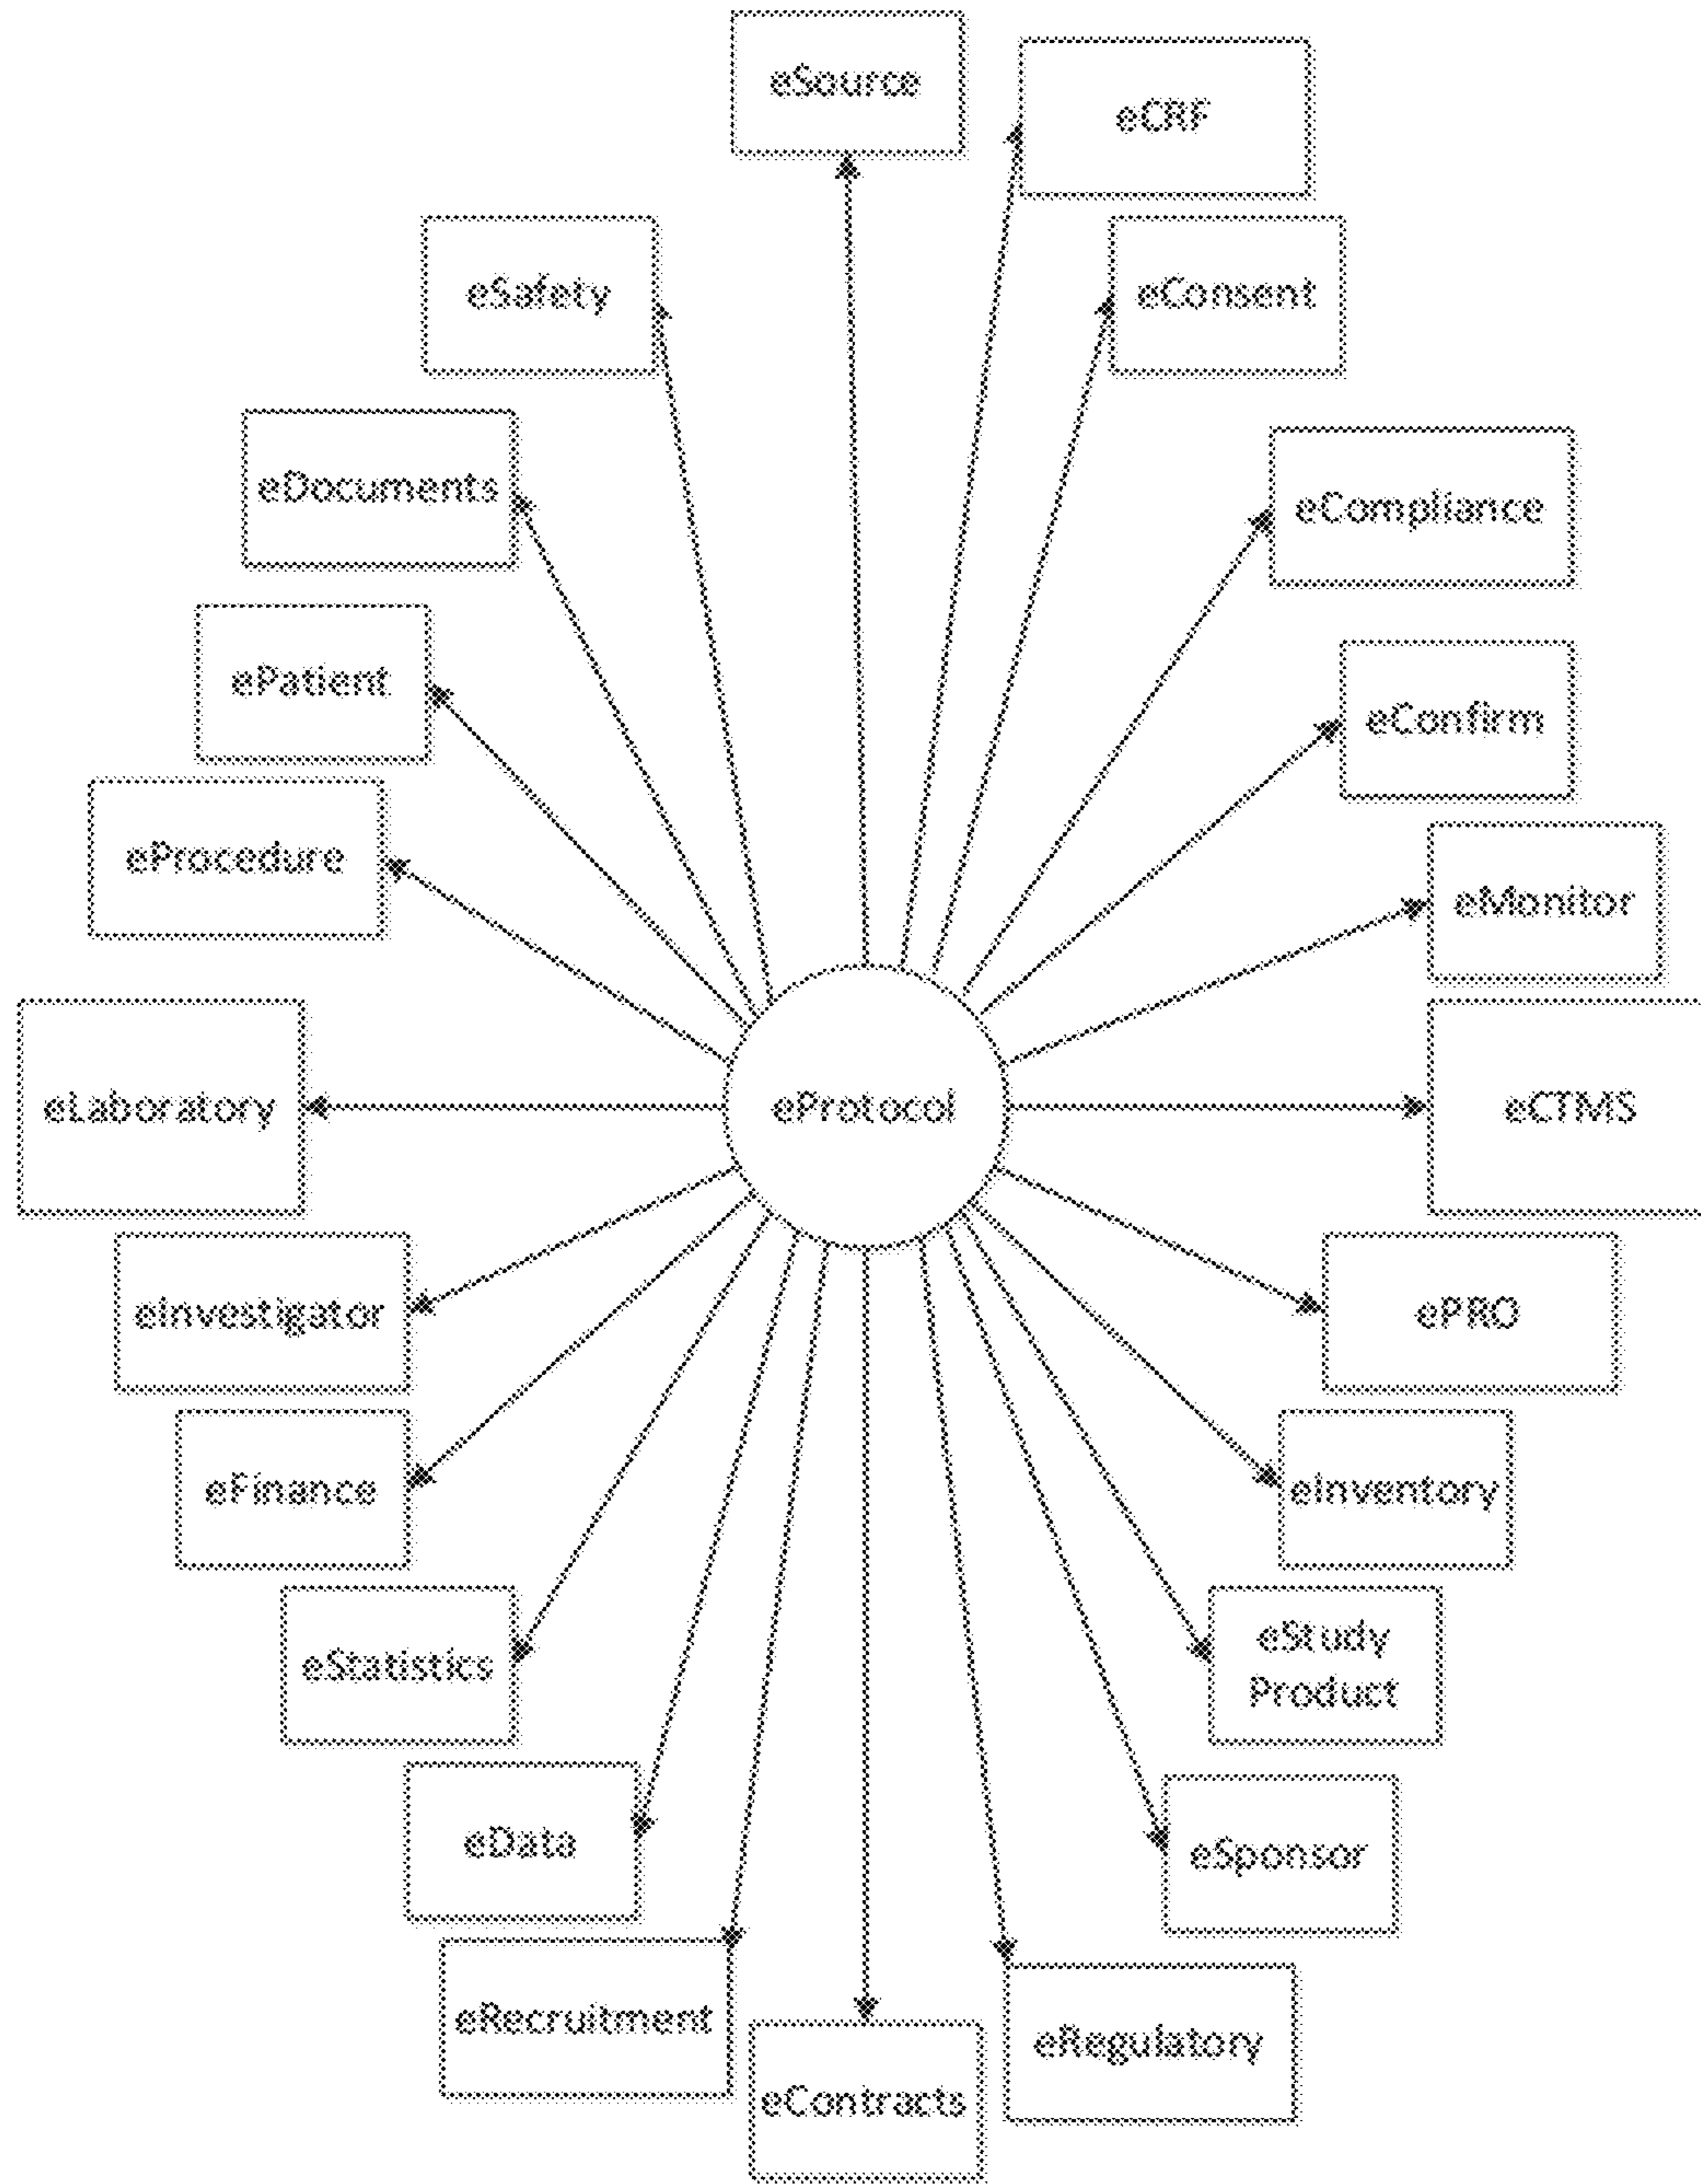 eSource
eCRF
eSafety
eConsent
eDocuments
eCompliance
ePatient
eConfirm
eProcedure
eMonitor
eLaboratory
eProtocol
eCTMS
eInvestigator
ePRO
eFinance
eInventory
eStatistics
eStudy
Product
eData
eSponsor
eRecruitment
eRegulatory
eContracts